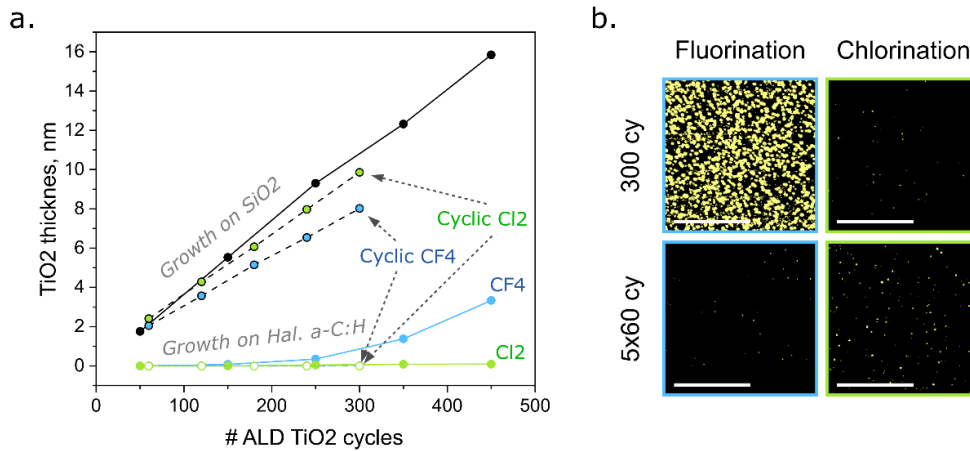 a.
b.
TiO2 thicknes, nm
16
14
12
10
8
6
4
2
0
0
100
200
300
400
500
# ALD TiO2 cycles
Growth on SiO2
Cyclic Cl2
Cyclic CF4
CF4
Growth on Hal. a-C:H
Cl2
Fluorination
Chlorination
300 cy
5x60 cy